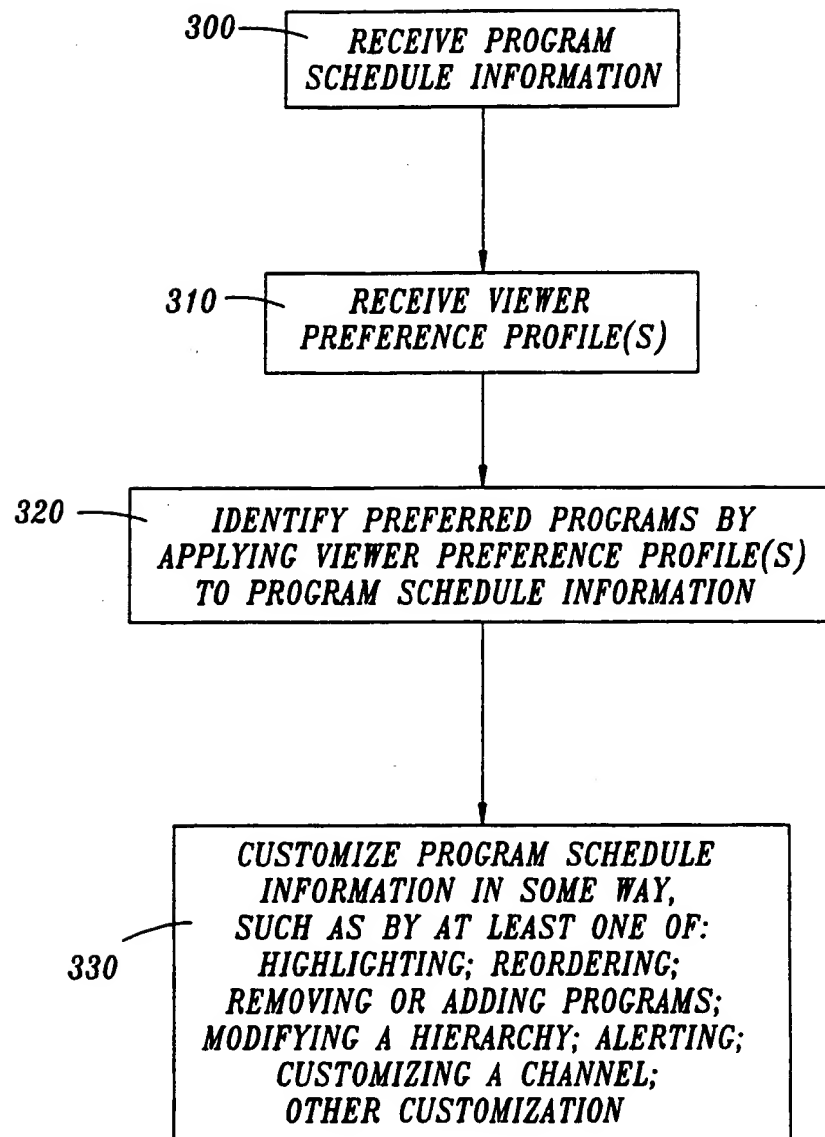 300
RECEIVE PROGRAM
SCHEDULE INFORMATION
310
RECEIVE VIEWER
PREFERENCE PROFILE(S)
320
IDENTIFY PREFERRED PROGRAMS BY
APPLYING VIEWER PREFERENCE PROFILE(S)
TO PROGRAM SCHEDULE INFORMATION
330
CUSTOMIZE PROGRAM SCHEDULE
INFORMATION IN SOME WAY,
SUCH AS BY AT LEAST ONE OF:
HIGHLIGHTING; REORDERING;
REMOVING OR ADDING PROGRAMS;
MODIFYING A HIERARCHY; ALERTING;
CUSTOMIZING A CHANNEL;
OTHER CUSTOMIZATION